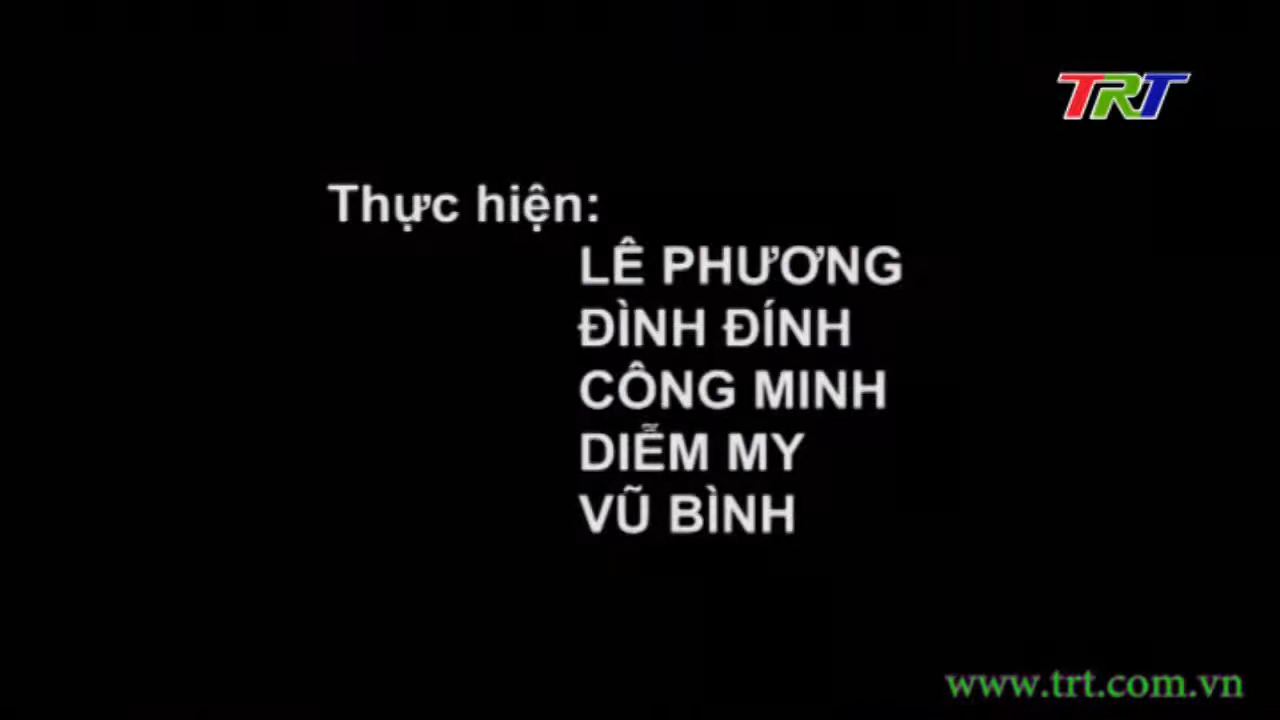 TRT
Thực hiện:
LÊ PHƯƠNG
ĐÌNH ĐÍNH
CÔNG MINH
DIỄM MY
VŨ BÌNH
www.trt.com.vn